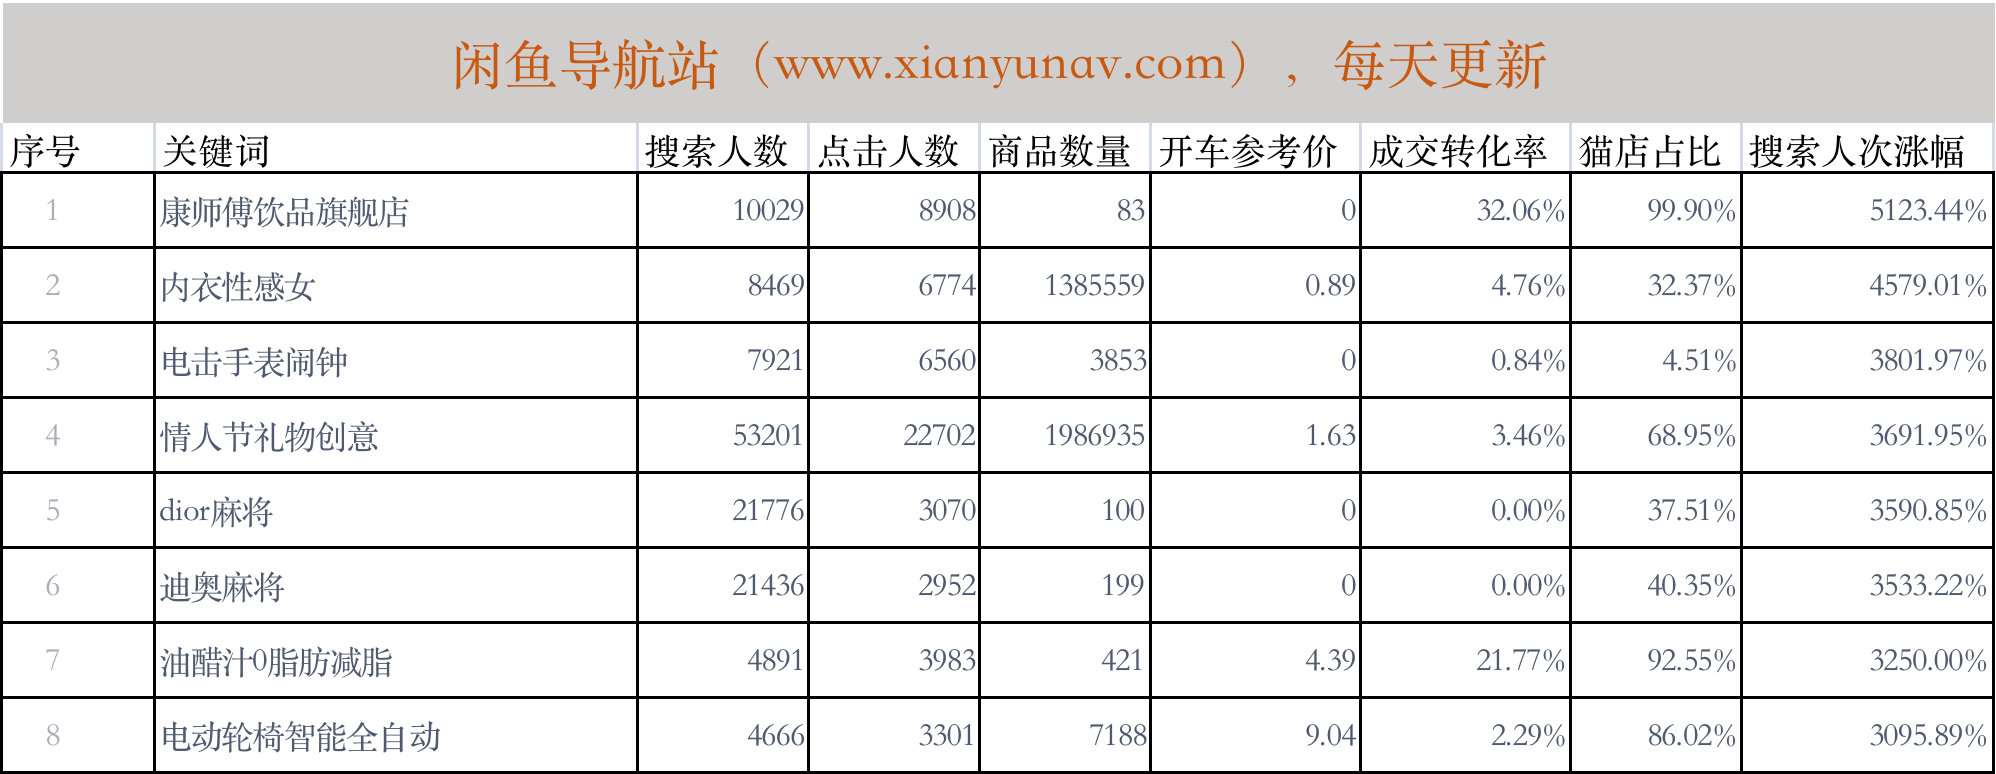 闲鱼导航站（www.xianyunav.com），每天更新
序号 关键词 搜索人数 点击人数 商品数量 开车参考价 成交转化率 猫店占比 搜索人次涨幅
1 康师傅饮品旗舰店 10029 8908 83 0 32.06% 99.90% 5123.44%
2 内衣性感女 8469 6774 1385559 0.89 4.76% 32.37% 4579.01%
3 电击手表闹钟 7921 6560 3853 0 0.84% 4.51% 3801.97%
4 情人节礼物创意 53201 22702 1986935 1.63 3.46% 68.95% 3691.95%
5 dior麻将 21776 3070 100 0 0.00% 37.51% 3590.85%
6 迪奥麻将 21436 2952 199 0 0.00% 40.35% 3533.22%
7 油醋汁0脂肪减脂 4891 3983 421 4.39 21.77% 92.55% 3250.00%
8 电动轮椅智能全自动 4666 3301 7188 9.04 2.29% 86.02% 3095.89%